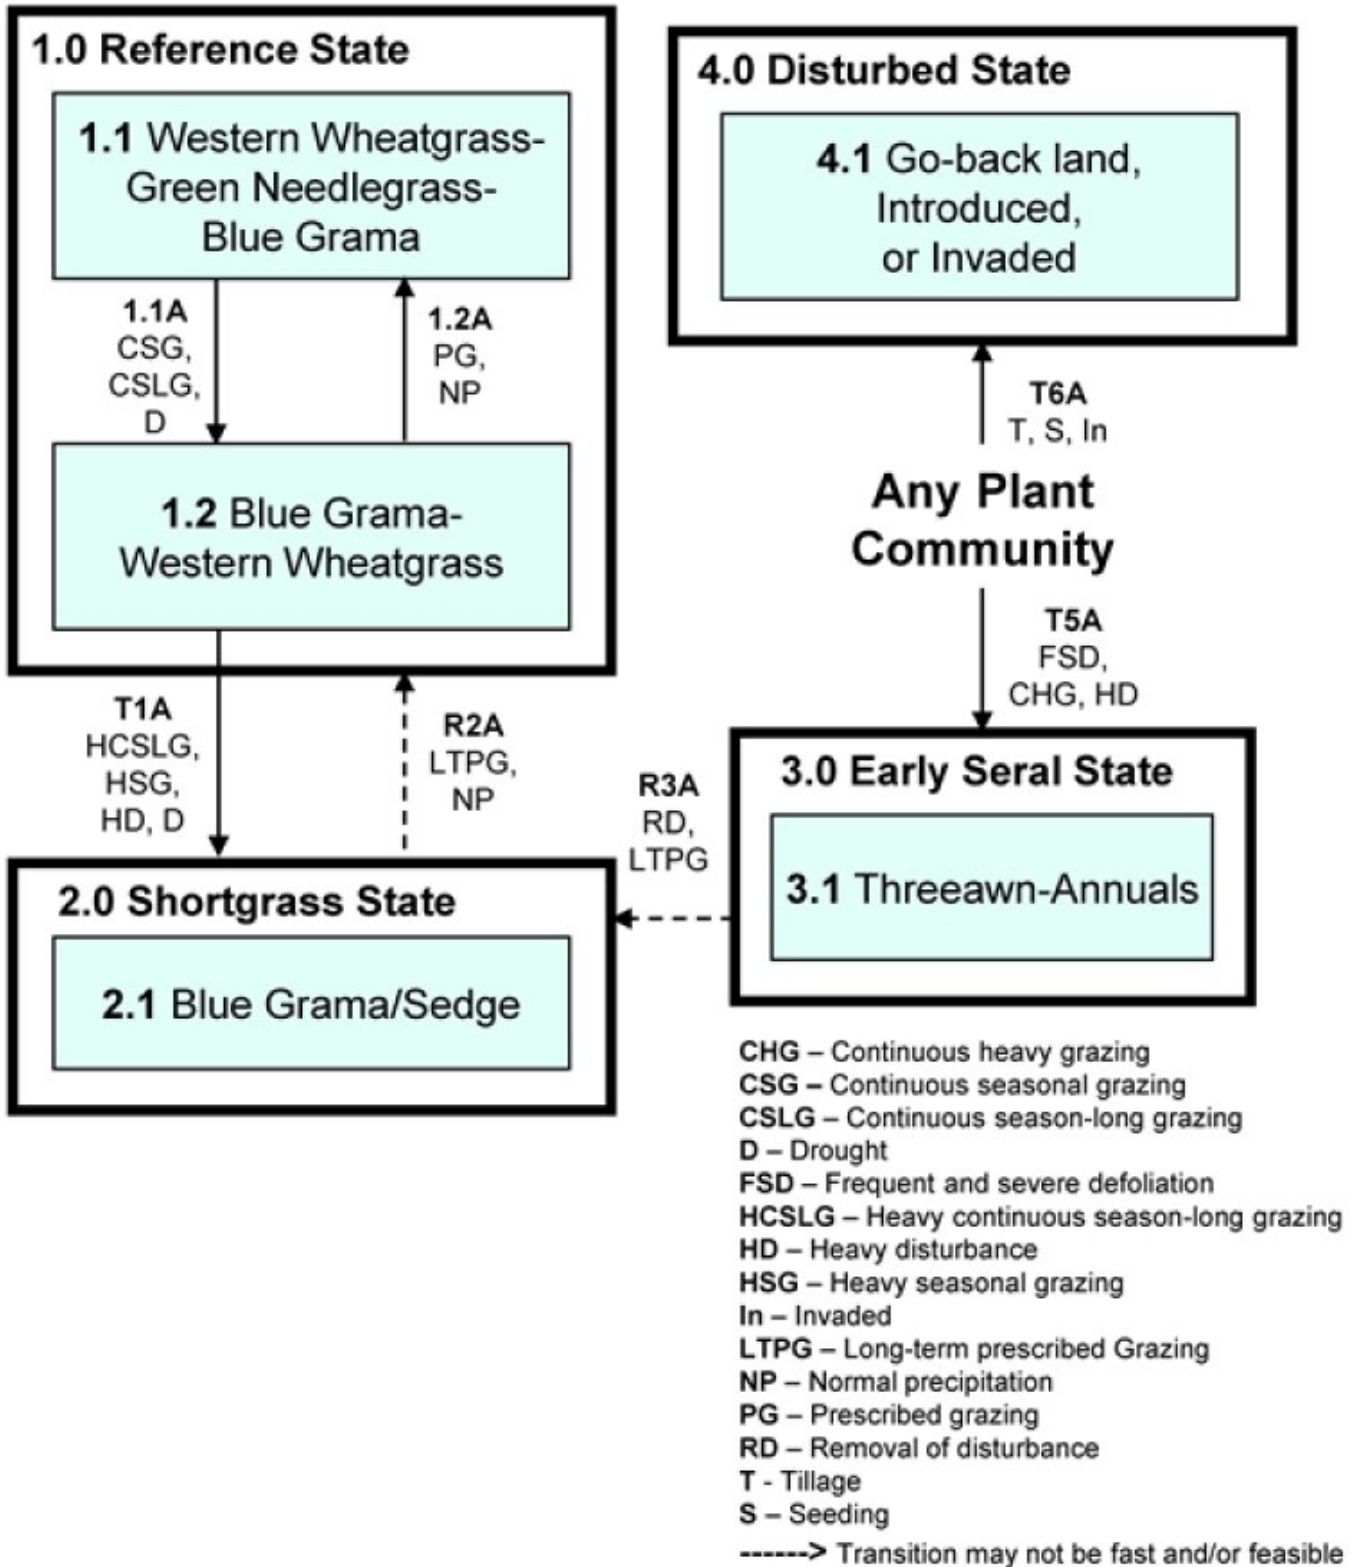 1.0 Reference State
1.1 Western Wheatgrass-
Green Needlegrass-
Blue Grama
1.1A
CSG,
CSLG,
D
1.2A
PG,
NP
1.2 Blue Grama-
Western Wheatgrass
T1A
HCSLG,
HSG,
HD, D
R2A
LTPG,
NP
2.0 Shortgrass State
2.1 Blue Grama/Sedge
4.0 Disturbed State
4.1 Go-back land,
Introduced,
or Invaded
T6A
T, S, In
Any Plant
Community
T5A
FSD,
CHG, HD
R3A
RD,
LTPG
3.0 Early Seral State
3.1 Threeawn-Annuals
CHG – Continuous heavy grazing
CSG – Continuous seasonal grazing
CSLG – Continuous season-long grazing
D – Drought
FSD – Frequent and severe defoliation
HCSLG – Heavy continuous season-long grazing
HD – Heavy disturbance
HSG – Heavy seasonal grazing
In – Invaded
LTPG – Long-term prescribed Grazing
NP – Normal precipitation
PG – Prescribed grazing
RD – Removal of disturbance
T - Tillage
S – Seeding
------> Transition may not be fast and/or feasible